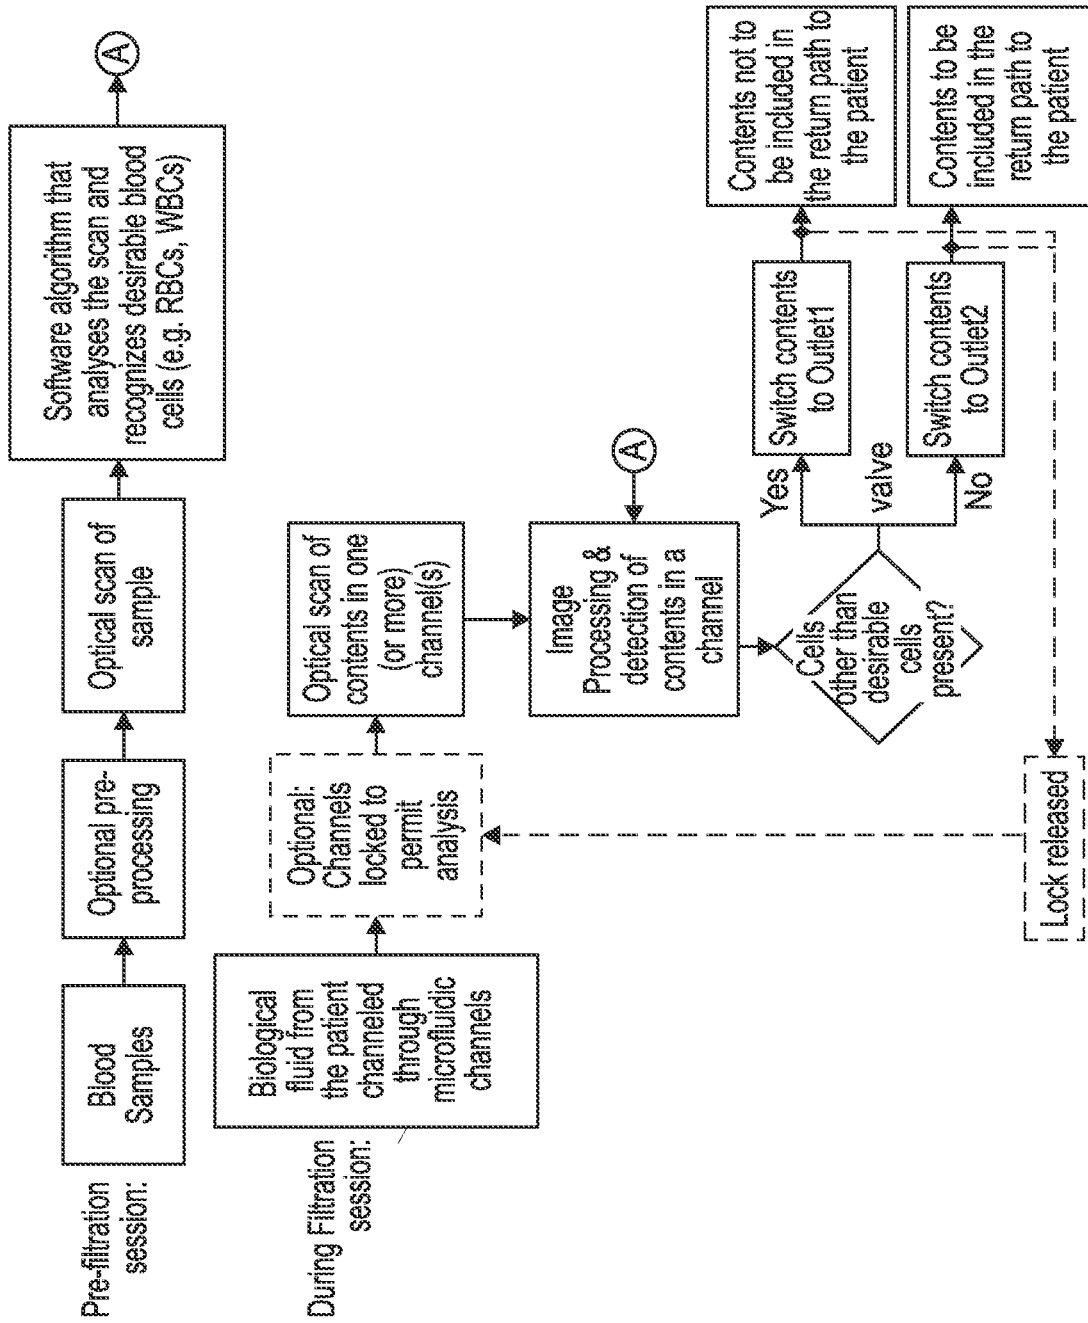 Pre-filtration
session:
Blood
Samples
Optional pre-
processing
Optical scan of
sample
Software algorithm that
analyses the scan and
recognizes desirable blood
cells (e.g. RBCs, WBCs)
A
During Filtration
session:
Biological
fluid from
the patient
channeled
through
microfluidic
channels
Optional:
Channels
locked to
permit
analysis
Optical scan of
contents in one
(or more)
channel(s)
Image
Processing &
detection of
contents in a
channel
A
Cells
other than
desirable
cells
present?
Yes
valve
No
Switch contents
to Outlet1
Switch contents
to Outlet2
Contents not to
be included in
the return path to
the patient
Contents to be
included in the
return path to
the patient
Lock released